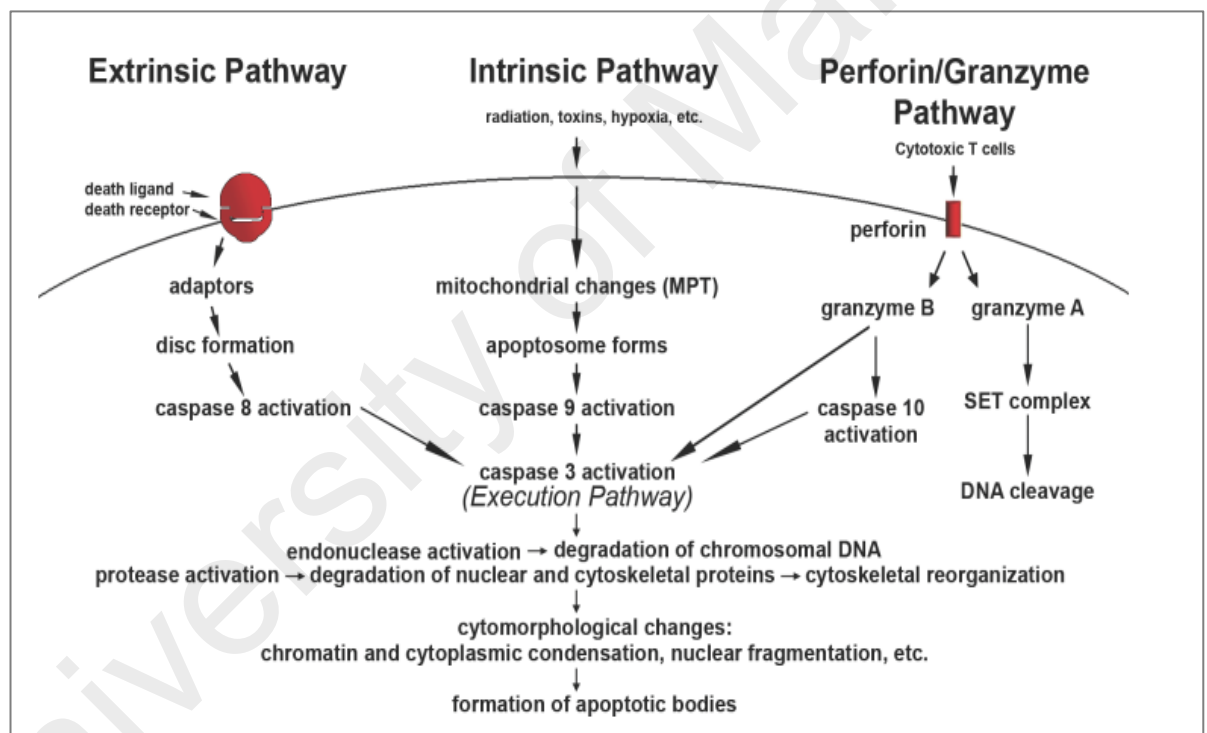 Extrinsic Pathway
Intrinsic Pathway
Perforin/Granzyme
Pathway
radiation, toxins, hypoxia, etc.
Cytotoxic T cells
death ligand
death receptor
perforin
adaptors
mitochondrial changes (MPT)
granzyme B
granzyme A
disc formation
apoptosome forms
caspase 8 activation
caspase 9 activation
caspase 10
activation
SET complex
caspase 3 activation
(Execution Pathway)
DNA cleavage
endonuclease activation → degradation of chromosomal DNA
protease activation → degradation of nuclear and cytoskeletal proteins → cytoskeletal reorganization
cytomorphological changes:
chromatin and cytoplasmic condensation, nuclear fragmentation, etc.
formation of apoptotic bodies
iversity of Ma